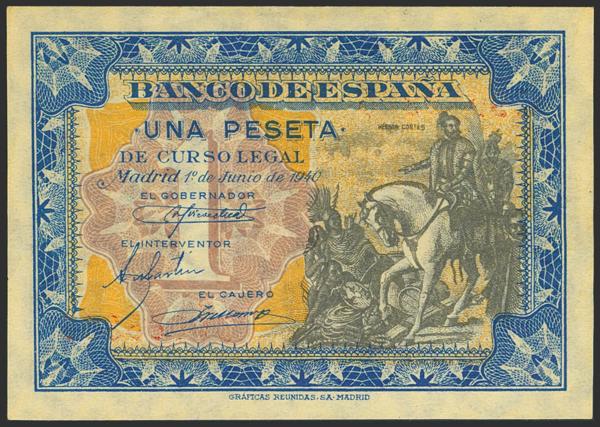 BANCO DE ESPAÑA
·UNA PESETA·
HERNÁN CORTÉS
DE CURSO LEGAL
Madrid 1º de Junio de 1940
EL GOBERNADOR
1
EL INTERVENTOR
EL CAJERO
GRÁFICAS REUNIDAS, S.A. MADRID